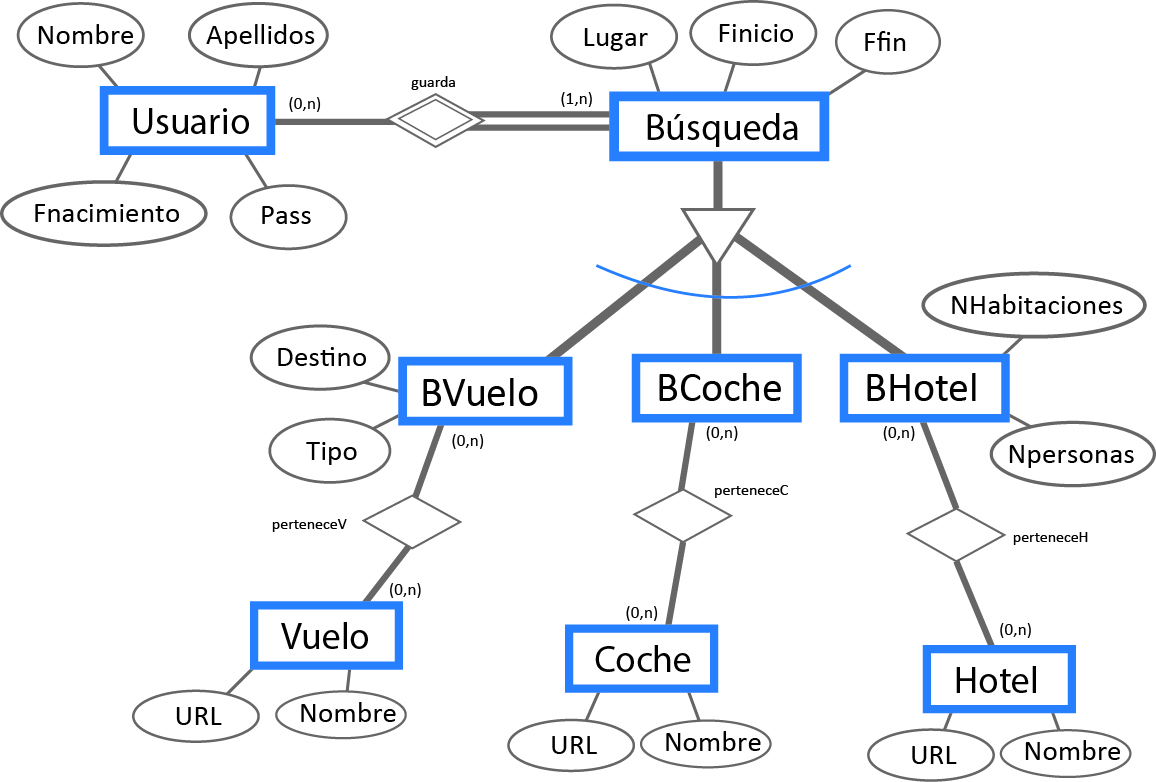 Nombre
Apellidos
Usuario
Fnacimiento
Pass
(0,n)
guarda
(1,n)
Lugar
Finicio
Ffin
Búsqueda
Destino
Tipo
BVuelo
(0,n)
BCoche
(0,n)
NHabitaciones
BHotel
(0,n)
Npersonas
perteneceV
perteneceC
perteneceH
(0,n)
Vuelo
URL
Nombre
(0,n)
Coche
URL
Nombre
(0,n)
Hotel
URL
Nombre